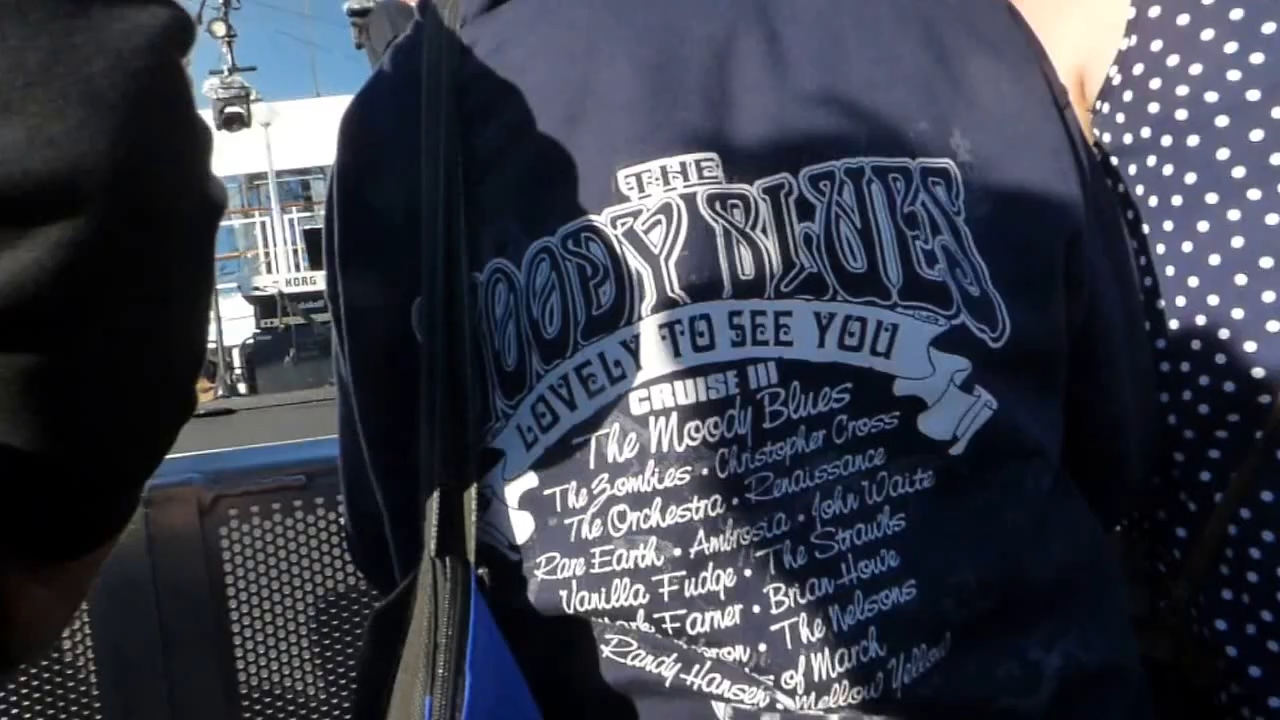 KORG
THE
MOODY BLUES
LOVELY TO SEE YOU
CRUISE III
The Moody Blues
The Zombies • Christopher Cross
The Orchestra • Renaissance
Rare Earth • Ambrosia • John Waite
Vanilla Fudge • The Strawbs
Farner • Brian Howe
The Nelsons
of March
Randy Hansen • Mellow Yellow